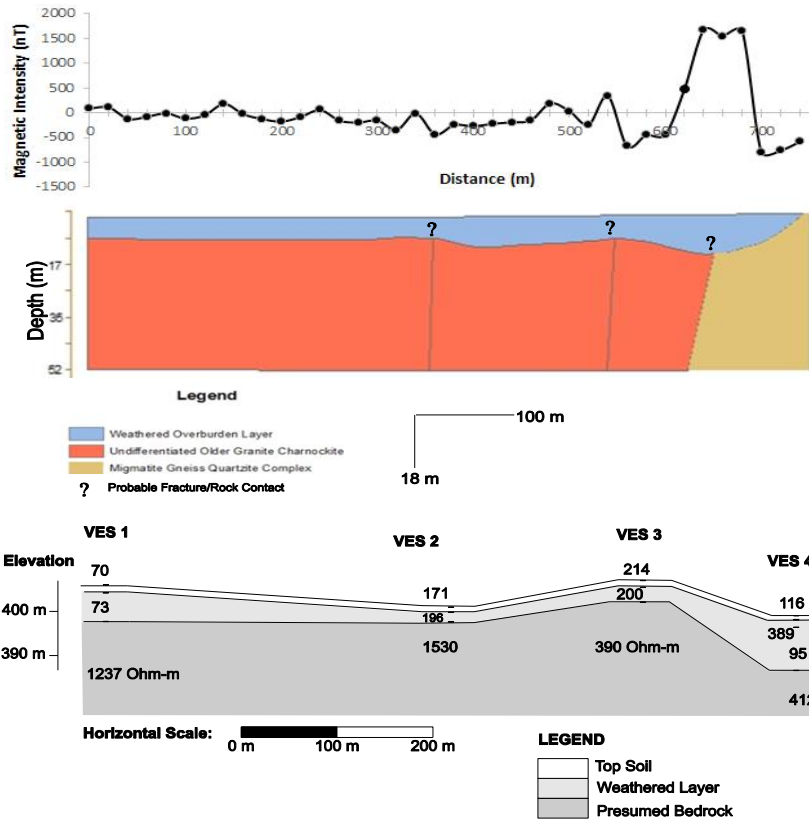 Magnetic Intensity (nT)
2000
1500
1000
500
0
-500
-1000
-1500
0 100 200 300 400 500 600 700
Distance (m)
Depth (m)
17
35
52
? ? ?
Legend
Weathered Overburden Layer
Undifferentiated Older Granite Charnockite
Migmatite Gneiss Quartzite Complex
? Probable Fracture/Rock Contact
100 m
18 m
VES 1 VES 2 VES 3 VES 4
Elevation
400 m
390 m
70 171 214 116
73 196 200 389
95
1237 Ohm-m 1530 390 Ohm-m 412
Horizontal Scale:
0 m 100 m 200 m
LEGEND
Top Soil
Weathered Layer
Presumed Bedrock